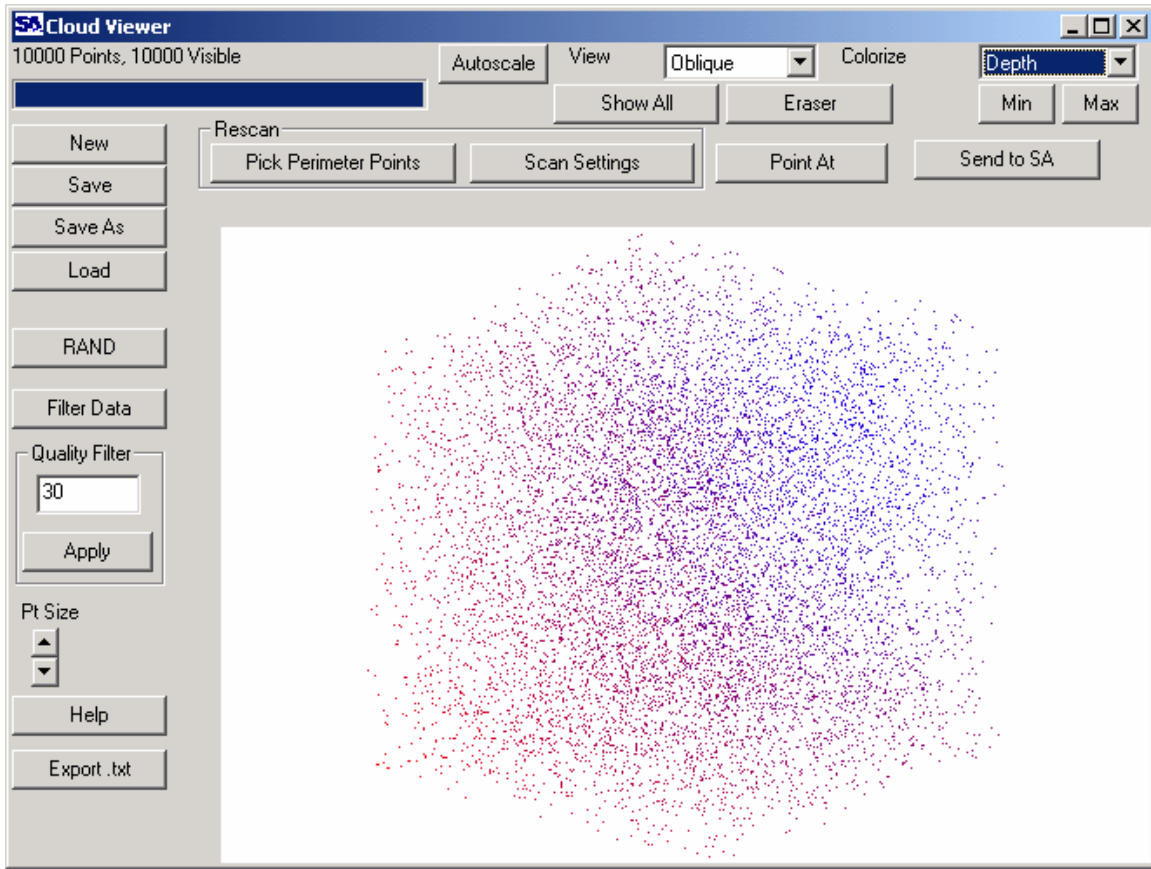 SA Cloud Viewer
10000 Points, 10000 Visible
Autoscale
View
Oblique
Colorize
Depth
Show All
Eraser
Min
Max
New
Rescan
Pick Perimeter Points
Scan Settings
Point At
Send to SA
Save
Save As
Load
RAND
Filter Data
Quality Filter
30
Apply
Pt Size
Help
Export .txt